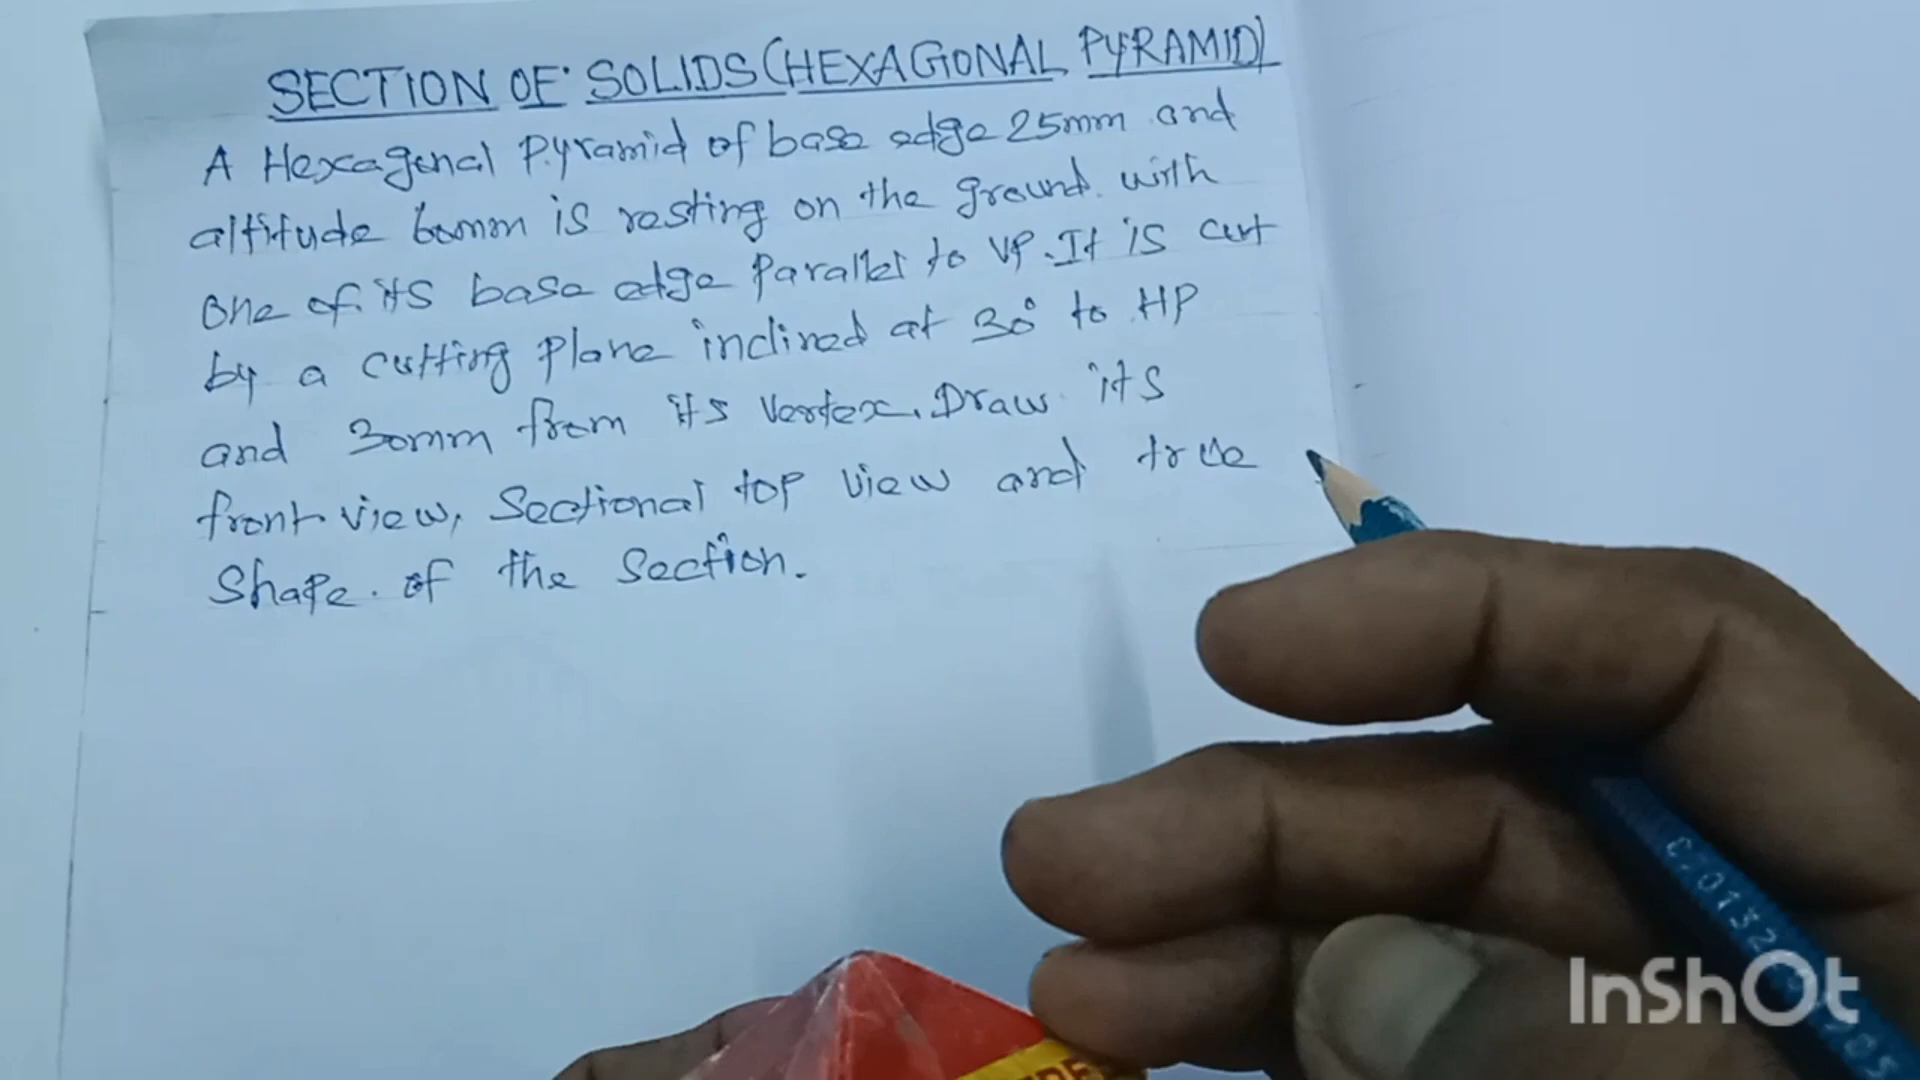 SECTION OF SOLIDS (HEXAGONAL PYRAMID)
A Hexagonal Pyramid of base edge 25mm and
altitude 60mm is resting on the ground with
one of its base edge parallel to VP. It is cut
by a cutting plane inclined at 30° to HP
and 30mm from its vertex. Draw its
front view, Sectional top view and true
Shape of the Section.
InShOt